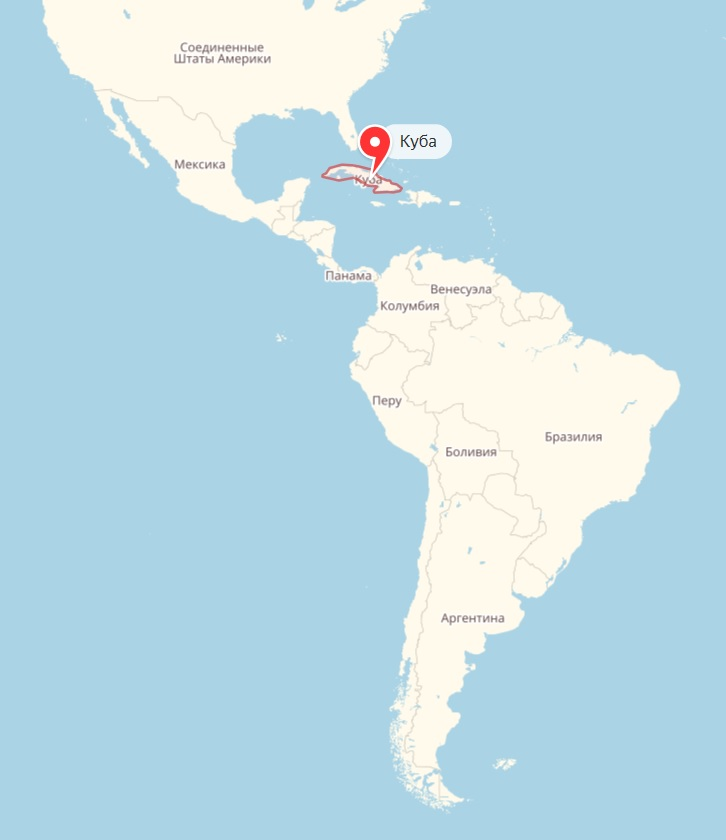 Соединенные
Штаты Америки
Куба
Мексика
Куба
Панама
Венесуэла
Колумбия
Перу
Бразилия
Боливия
Аргентина